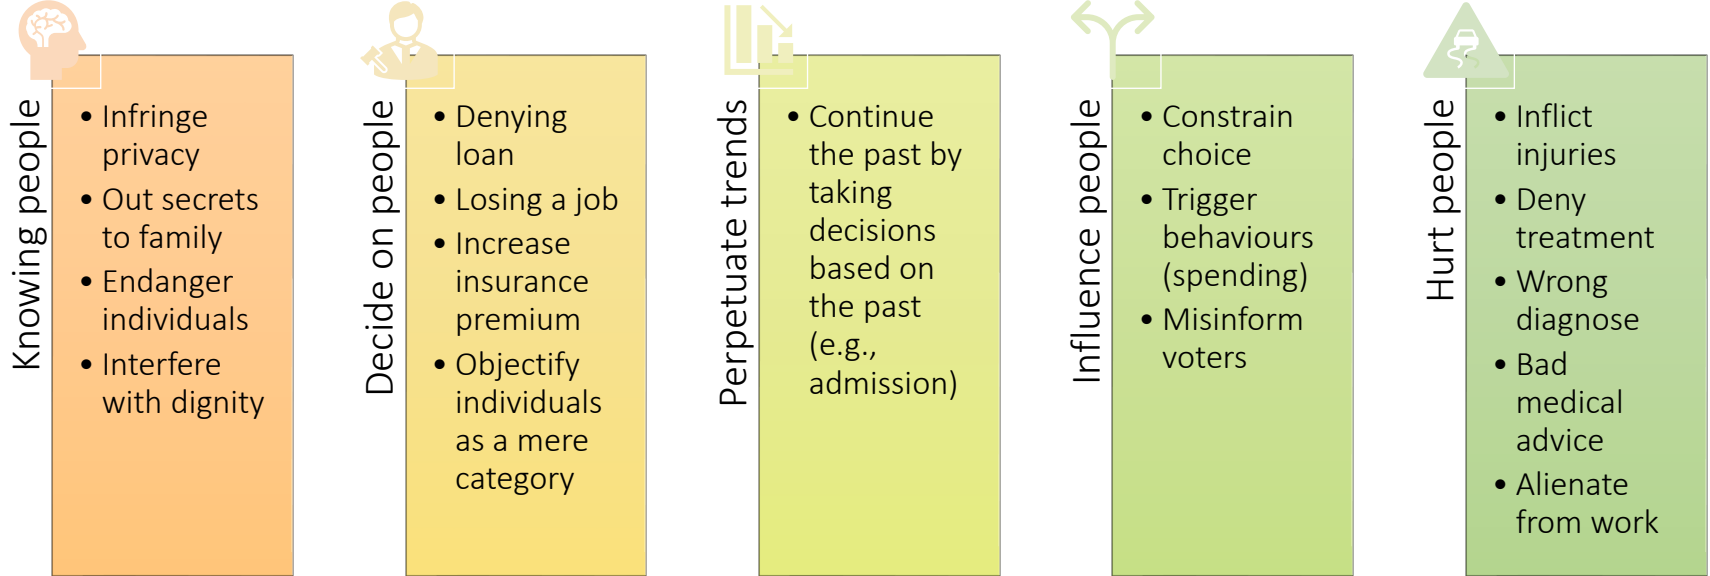 Knowing people
• Infringe
privacy
• Out secrets
to family
• Endanger
individuals
• Interfere
with dignity
Decide on people
• Denying
loan
• Losing a job
• Increase
insurance
premium
• Objectify
individuals
as a mere
category
Perpetuate trends
• Continue
the past by
taking
decisions
based on
the past
(e.g.,
admission)
Influence people
• Constrain
choice
• Trigger
behaviours
(spending)
• Misinform
voters
Hurt people
• Inflict
injuries
• Deny
treatment
• Wrong
diagnose
• Bad
medical
advice
• Alienate
from work